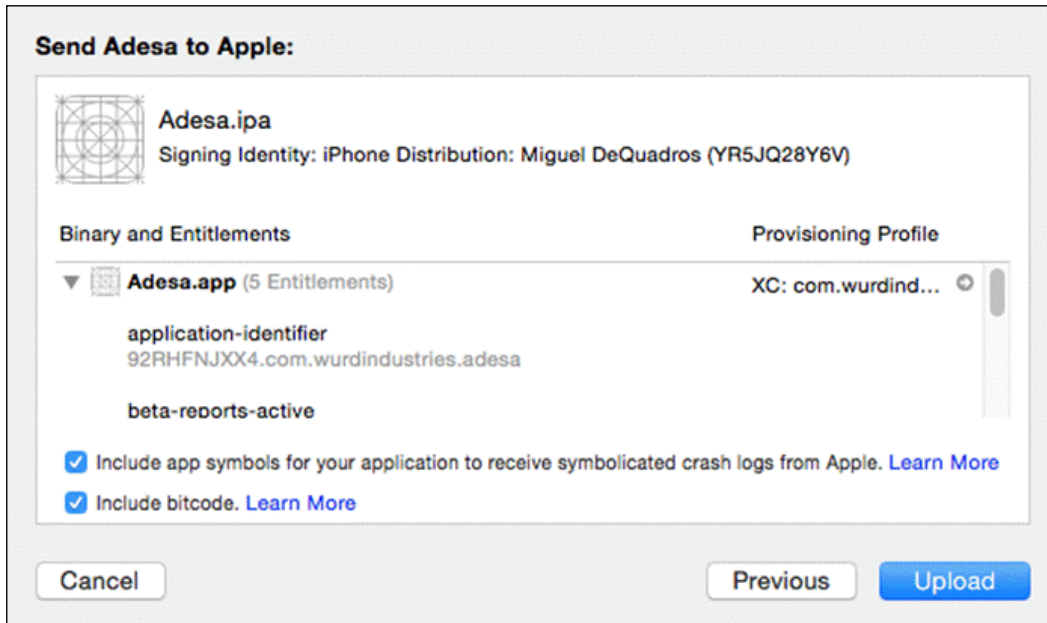 Send Adesa to Apple:
Adesa.ipa
Signing Identity: iPhone Distribution: Miguel DeQuadros (YR5JQ28Y6V)
Binary and Entitlements
Provisioning Profile
Adesa.app (5 Entitlements)
XC: com.wurdind...
application-identifier
92RHFNJXX4.com.wurdindustries.adesa
beta-reports-active
Include app symbols for your application to receive symbolicated crash logs from Apple. Learn More
Include bitcode. Learn More
Cancel
Previous
Upload